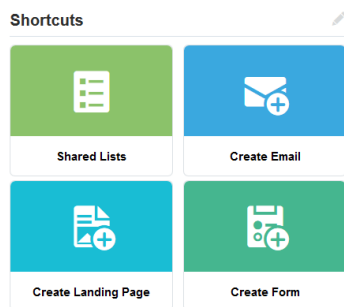 Shortcuts
Shared Lists
Create Email
Create Landing Page
Create Form